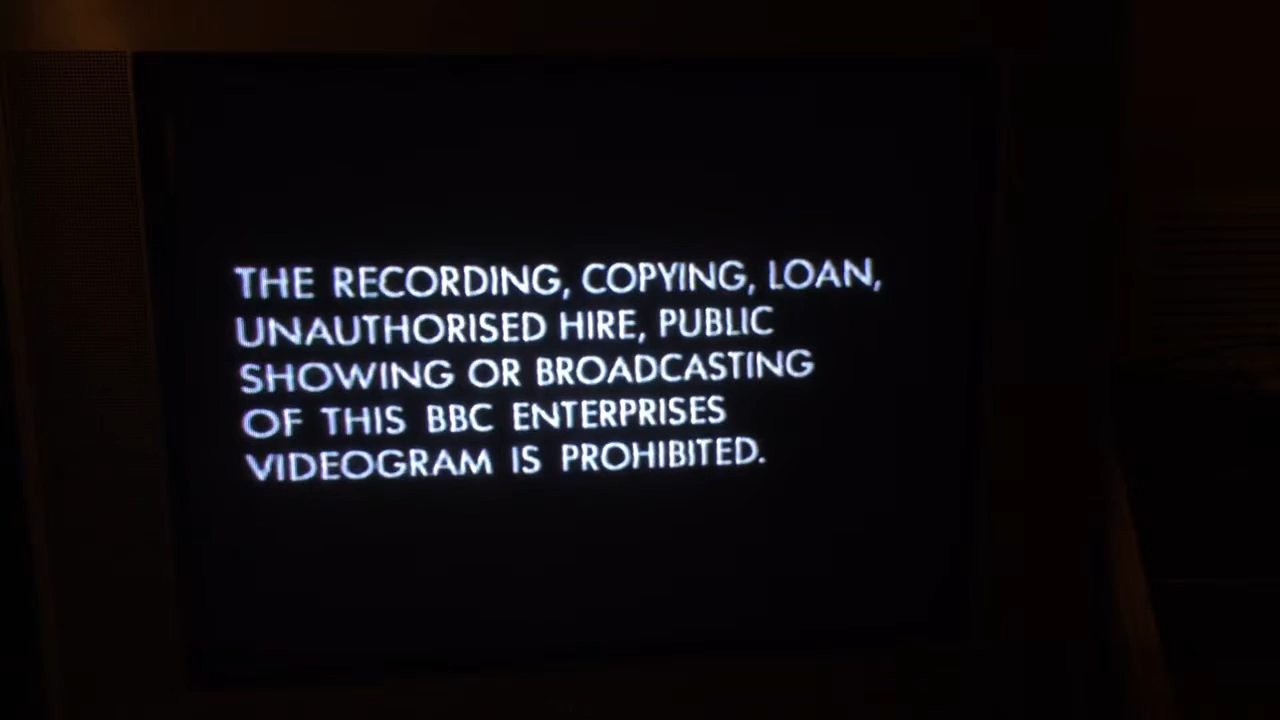 THE RECORDING, COPYING, LOAN,
UNAUTHORISED HIRE, PUBLIC
SHOWING OR BROADCASTING
OF THIS BBC ENTERPRISES
VIDEOGRAM IS PROHIBITED.